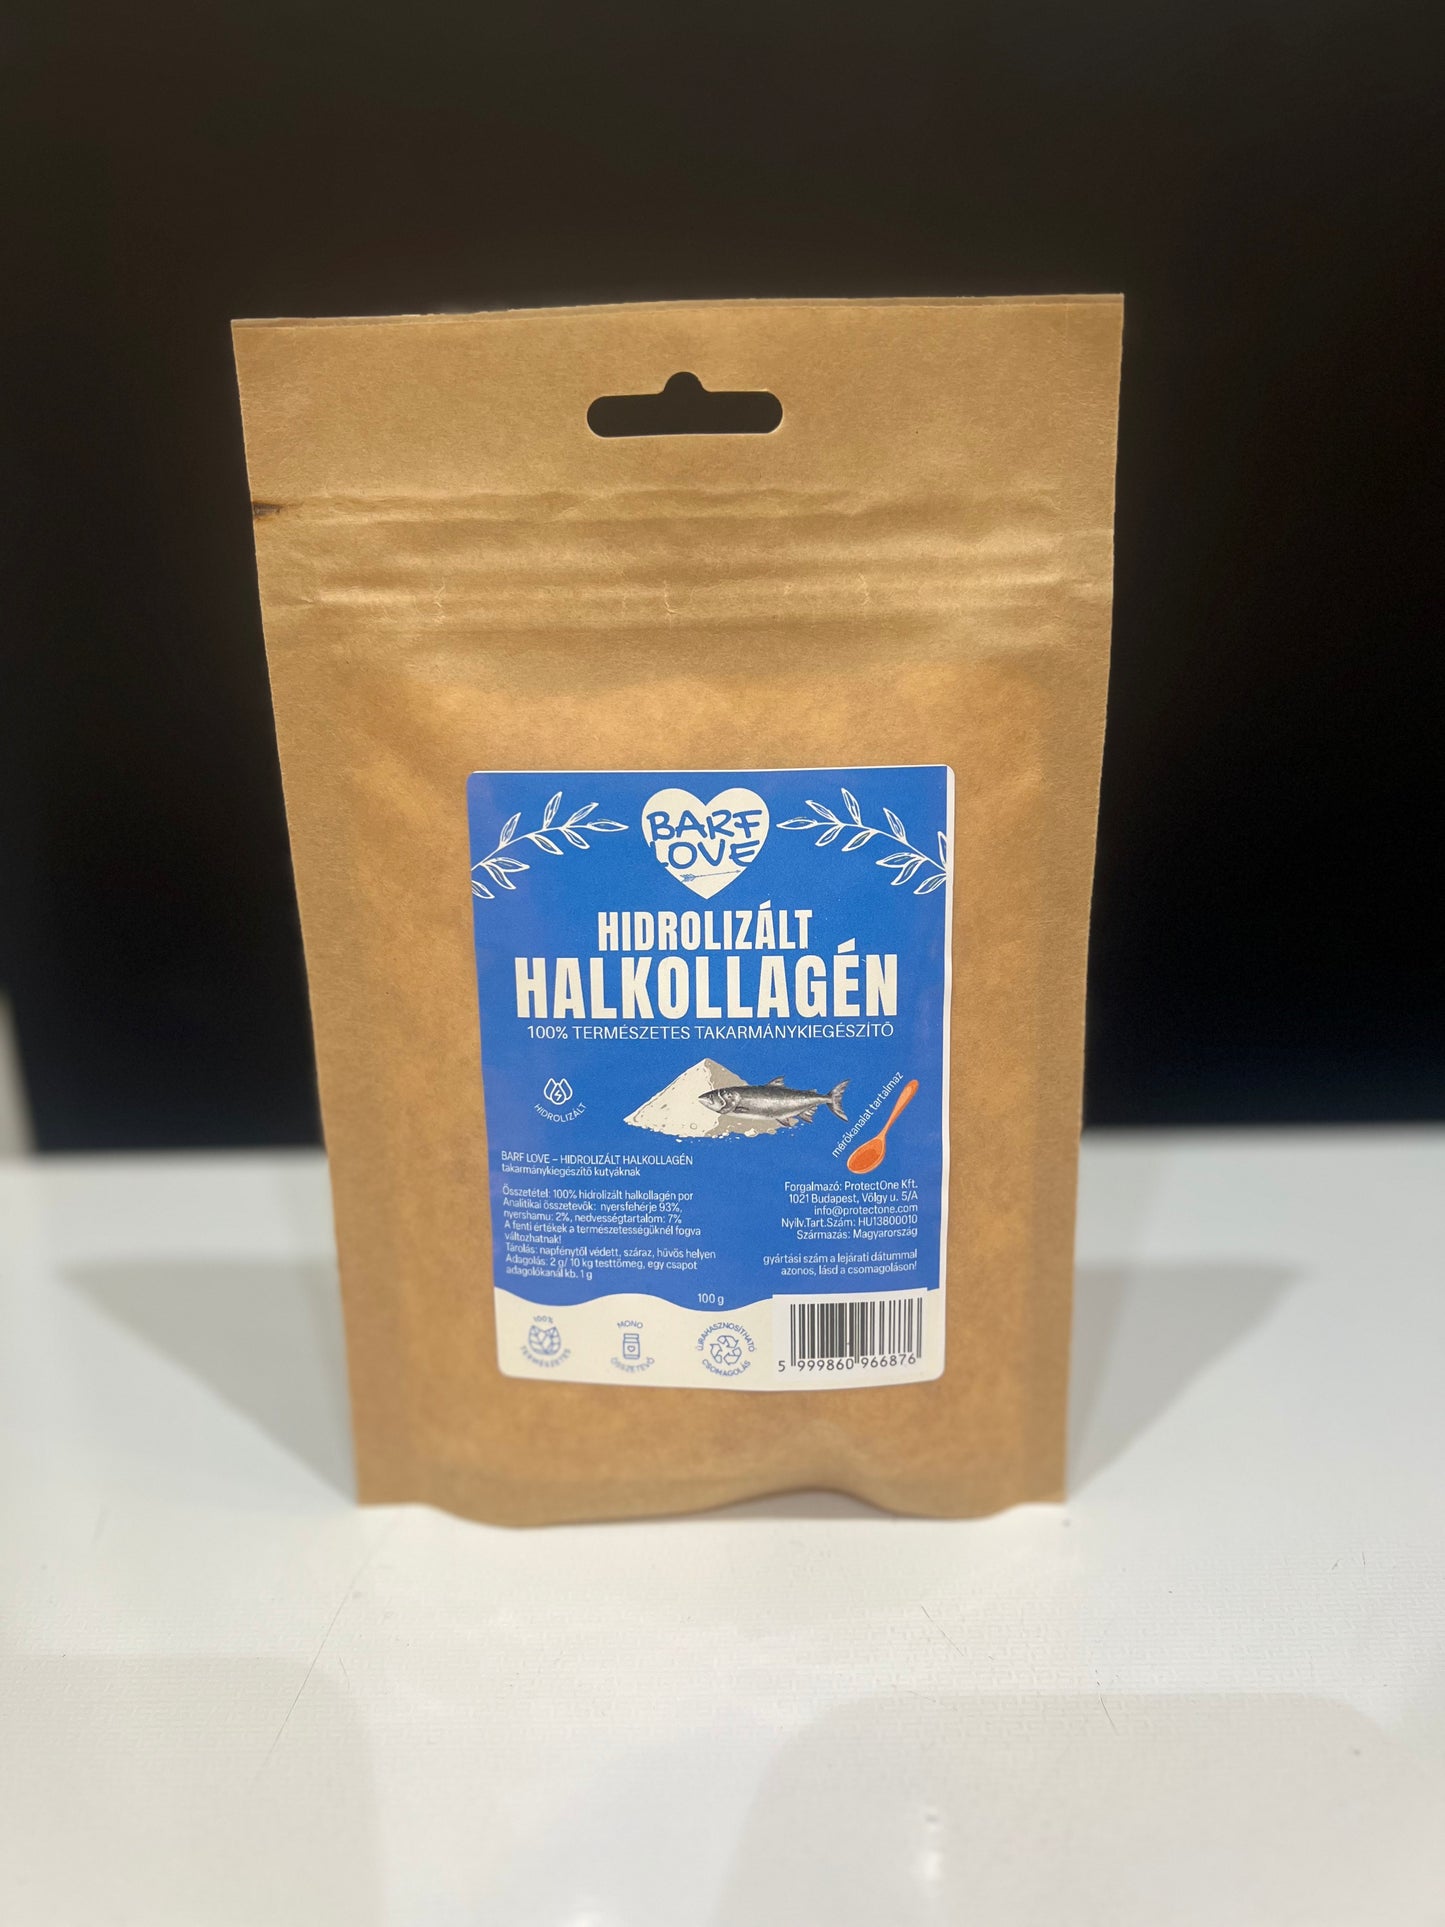 BARF
LOVE
HIDROLIZÁLT
HALKOLLAGÉN
100% TERMÉSZETES TAKARMÁNYKIEGÉSZÍTŐ
HIDROLIZÁLT
mérőkanalat tartalmaz
BARF LOVE – HIDROLIZÁLT HALKOLLAGÉN
takarmánykiegészítő kutyáknak
Összetétel: 100% hidrolizált halkollagén por
Analitikai összetevők: nyersfehérje 93%,
nyershamu: 2%, nedvességtartalom: 7%
A fenti értékek a természetességüknél fogva
változhatnak!
Tárolás: napfénytől védett, száraz, hűvös helyen
Adagolás: 2 g/ 10 kg testtömeg, egy csapot
adagolókanál kb. 1 g
Forgalmazó: ProtectOne Kft.
1021 Budapest, Völgy u. 5/A
info@protectone.com
Nyilv.Tart.Szám: HU13800010
Származás: Magyarország
gyártási szám a lejárati dátummal
azonos, lásd a csomagoláson!
100 g
100% TERMÉSZETES
MONO ÖSSZETEVŐ
ÚJRAHASZNOSÍTHATÓ CSOMAGOLÁS
5 999860 966876